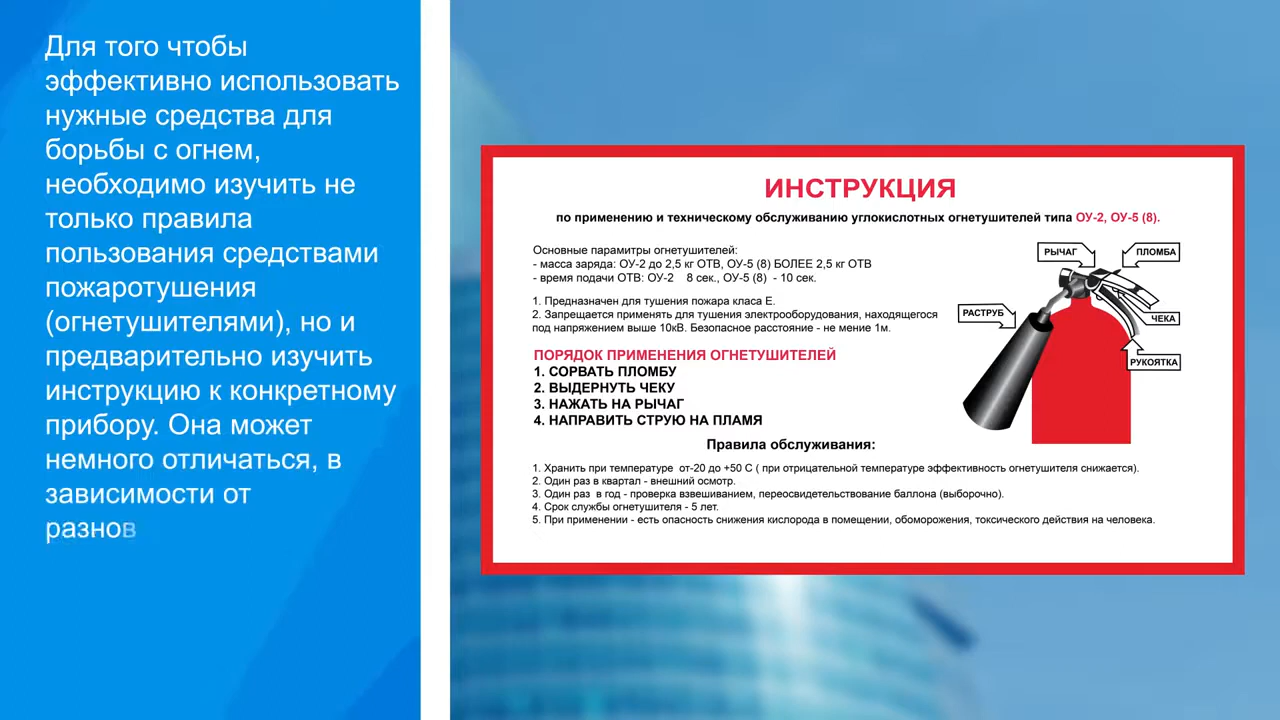 Для того чтобы
эффективно использовать
нужные средства для
борьбы с огнем,
необходимо изучить не
только правила
пользования средствами
пожаротушения
(огнетушителями), но и
предварительно изучить
инструкцию к конкретному
прибору. Она может
немного отличаться, в
зависимости от
разнов
ИНСТРУКЦИЯ
по применению и техническому обслуживанию углокислотных огнетушителей типа ОУ-2, ОУ-5 (8).
Основные парамитры огнетушителей:
- масса заряда: ОУ-2 до 2,5 кг ОТВ, ОУ-5 (8) БОЛЕЕ 2,5 кг ОТВ
- время подачи ОТВ: ОУ-2 8 сек., ОУ-5 (8) - 10 сек.
1. Предназначен для тушения пожара класа Е.
2. Запрещается применять для тушения электрооборудования, находящегося
под напряжением выше 10кВ. Безопасное расстояние - не мение 1м.
РЫЧАГ
ПЛОМБА
РАСТРУБ
ЧЕКА
РУКОЯТКА
ПОРЯДОК ПРИМЕНЕНИЯ ОГНЕТУШИТЕЛЕЙ
1. СОРВАТЬ ПЛОМБУ
2. ВЫДЕРНУТЬ ЧЕКУ
3. НАЖАТЬ НА РЫЧАГ
4. НАПРАВИТЬ СТРУЮ НА ПЛАМЯ
Правила обслуживания:
1. Хранить при температуре от-20 до +50 С ( при отрицательной температуре эффективность огнетушителя снижается).
2. Один раз в квартал - внешний осмотр.
3. Один раз в год - проверка взвешиванием, переосвидетельствование баллона (выборочно).
4. Срок службы огнетушителя - 5 лет.
5. При применении - есть опасность снижения кислорода в помещении, обоморожения, токсического действия на человека.